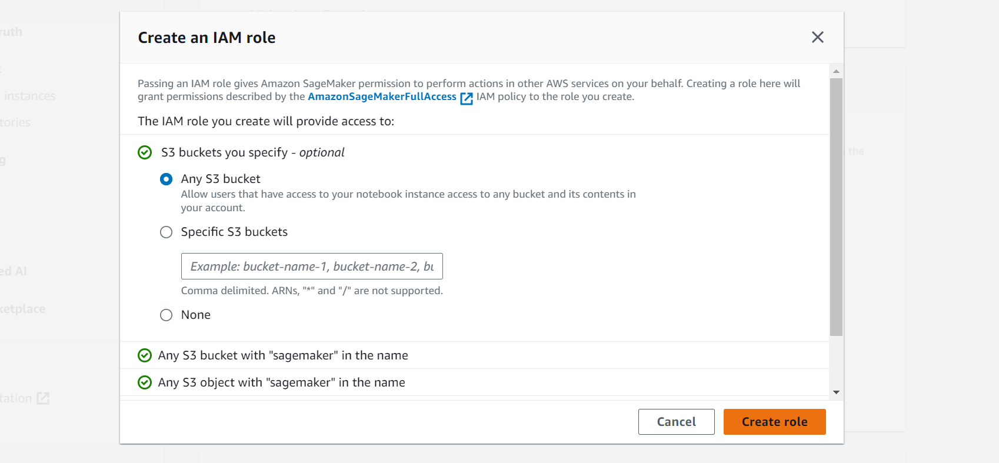 ruth
instances
tories
g
ed AI
ketplace
tation
the
Create an IAM role
Passing an IAM role gives Amazon SageMaker permission to perform actions in other AWS services on your behalf. Creating a role here will
grant permissions described by the AmazonSageMakerFullAccess IAM policy to the role you create.
The IAM role you create will provide access to:
S3 buckets you specify - optional
Any S3 bucket
Allow users that have access to your notebook instance access to any bucket and its contents in
your account.
Specific S3 buckets
Example: bucket-name-1, bucket-name-2, bu
Comma delimited. ARNs, "*" and "/" are not supported.
None
Any S3 bucket with "sagemaker" in the name
Any S3 object with "sagemaker" in the name
Cancel
Create role